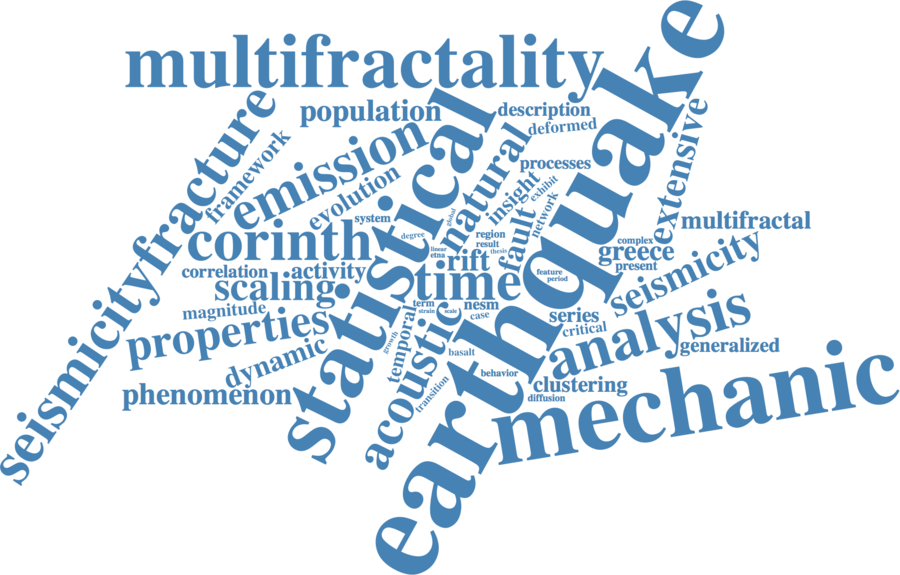 earthquake
multifractality
population
description
deformed
seismicityfracture
framework
emission
statistical
natural
processes
extensive
evolution
insight
exhibit
system
global
network
multifractal
corinth
degree
region
fault
complex
result
greece
seismicity
linear
etna
thesis
rift
present
correlation
activity
scaling
time
feature
period
magnitude
term
nesm
strain
scale
case
series
critical
properties
analysis
growth
temporal
acoustic
generalized
dynamic
basalt
behavior
clustering
phenomenon
transition
diffusion
mechanic